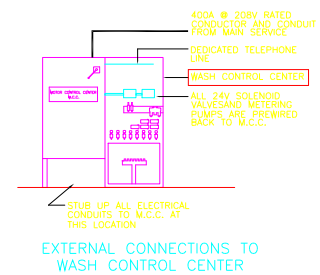 400A @ 208V RATED
CONDUCTOR AND CONDUIT
FROM MAIN SERVICE
DEDICATED TELEPHONE
LINE
WASH CONTROL CENTER
MOTOR CONTROL CENTER
M.C.C.
ALL 24V SOLENOID
VALVESAND METERING
PUMPS ARE PREWIRED
BACK TO M.C.C.
STUB UP ALL ELECTRICAL
CONDUITS TO M.C.C. AT
THIS LOCATION
EXTERNAL CONNECTIONS TO
WASH CONTROL CENTER